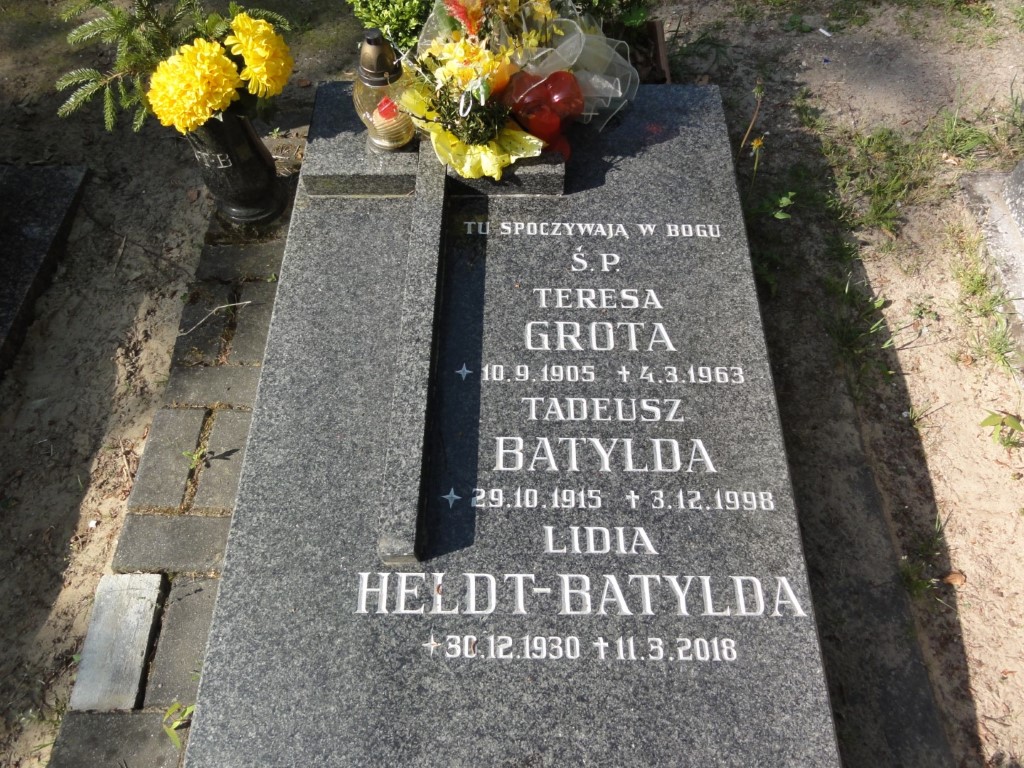 T·B
TU SPOCZYWAJĄ W BOGU
Ś.P.
TERESA
GROTA
10.9.1905 ✝ 4.3.1963
TADEUSZ
BATYLDA
29.10.1915 ✝ 3.12.1998
LIDIA
HELDT-BATYLDA
30.12.1930 ✝ 11.3.2018